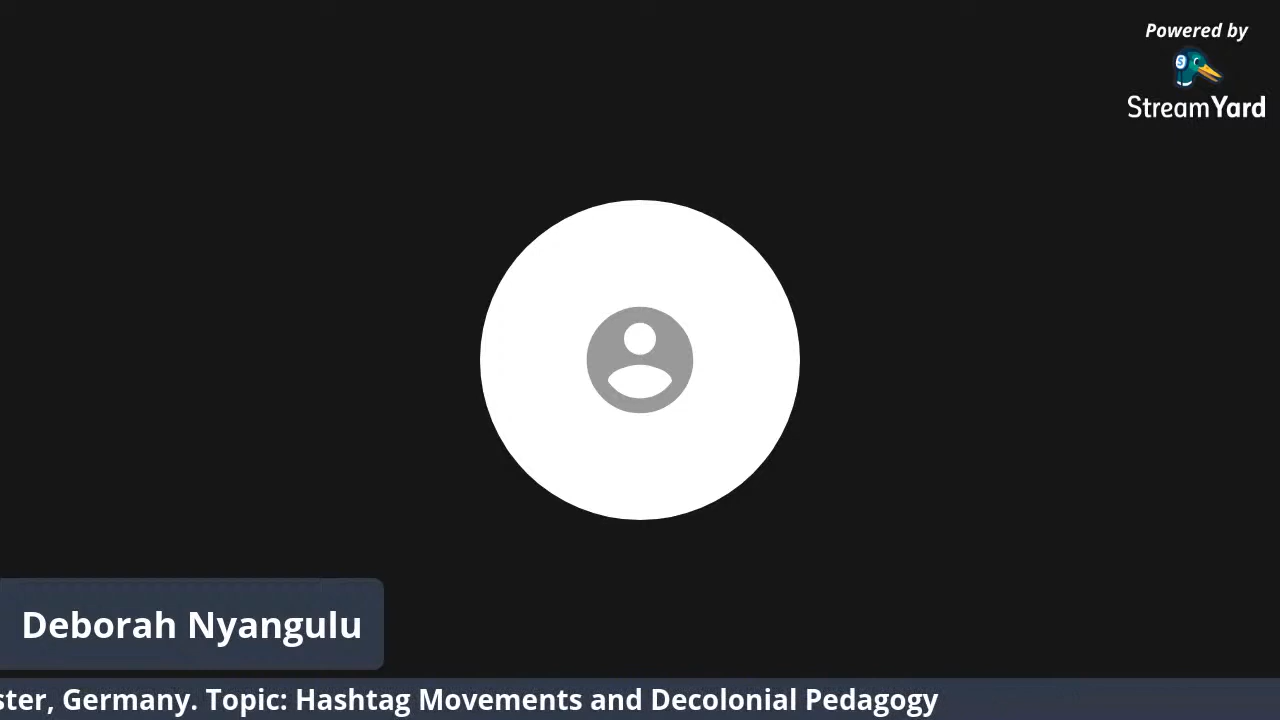 Powered by
S
StreamYard
Deborah Nyangulu
ster, Germany. Topic: Hashtag Movements and Decolonial Pedagogy